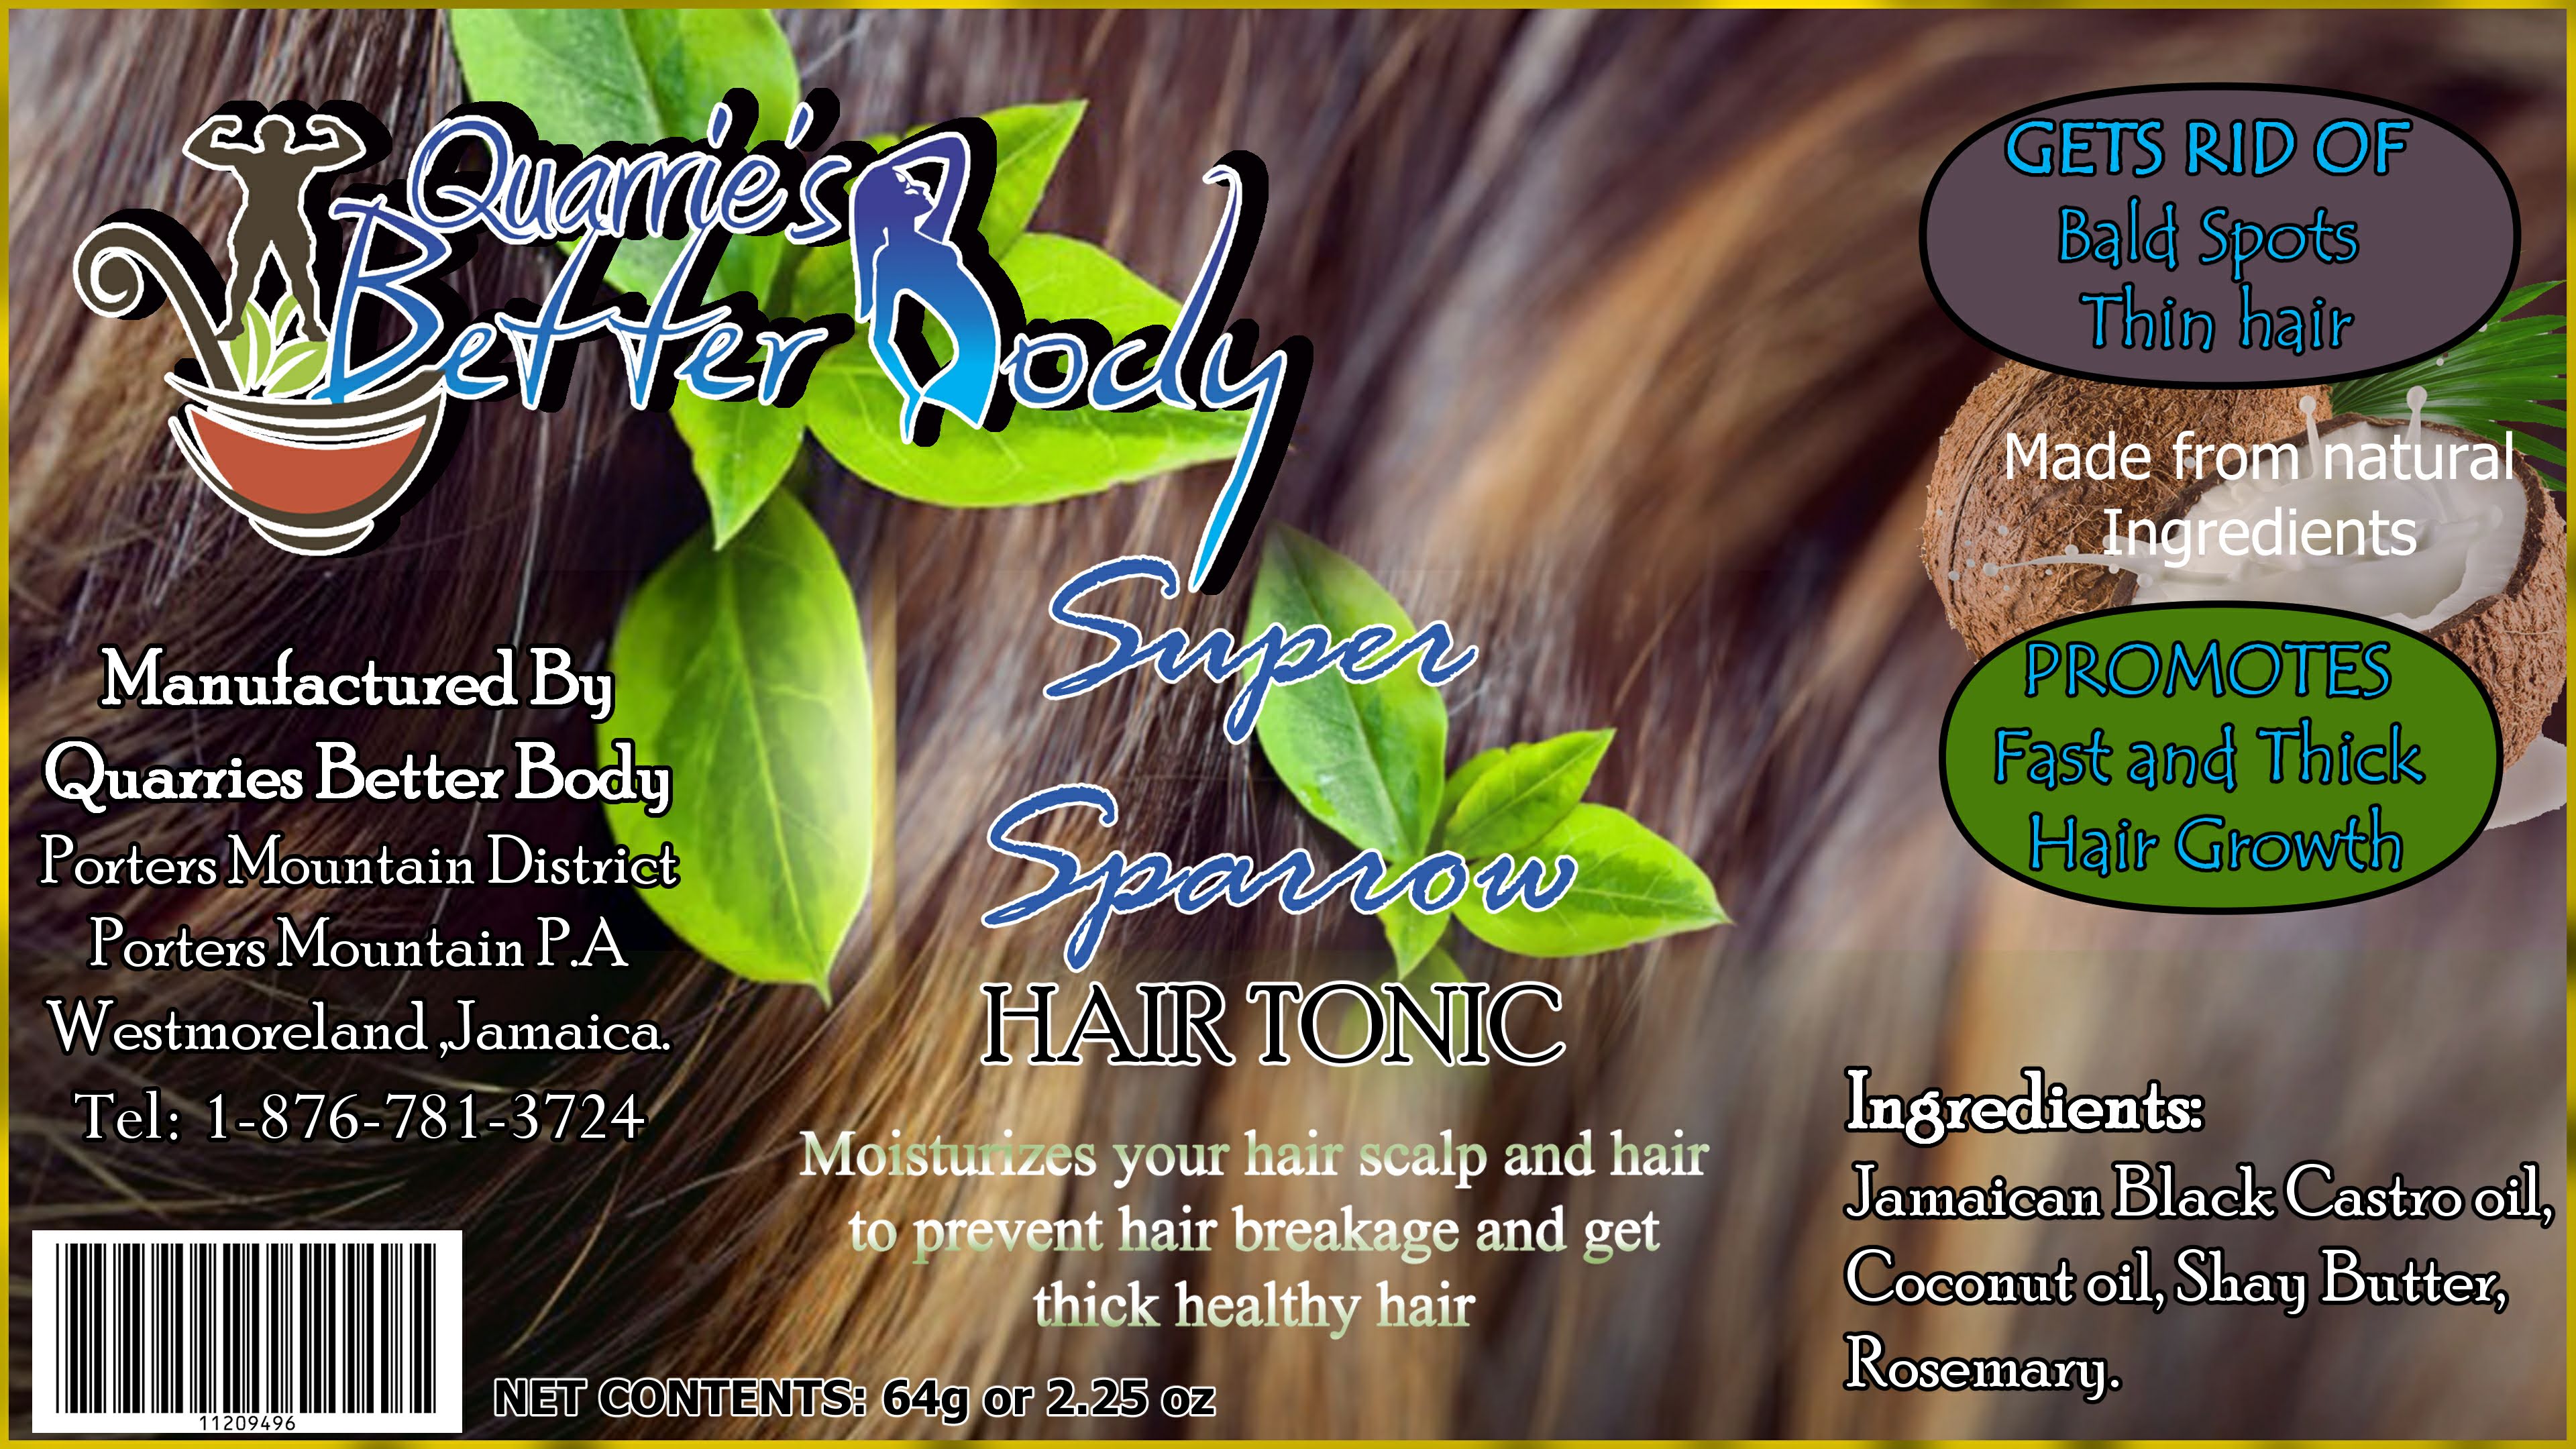 Quarrie's
Better Body
Super
Sparrow
HAIR TONIC
Moisturizes your hair scalp and hair
to prevent hair breakage and get
thick healthy hair
NET CONTENTS: 64g or 2.25 oz
Manufactured By
Quarries Better Body
Porters Mountain District
Porters Mountain P.A
Westmoreland ,Jamaica.
Tel: 1-876-781-3724
11209496
GETS RID OF
Bald Spots
Thin hair
Made from natural
Ingredients
PROMOTES
Fast and Thick
Hair Growth
Ingredients:
Jamaican Black Castro oil,
Coconut oil, Shay Butter,
Rosemary.